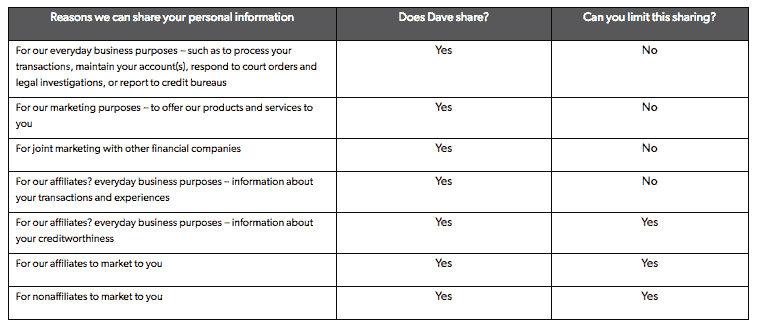 Reasons we can share your personal information Does Dave share? Can you limit this sharing?
For our everyday business purposes – such as to process your Yes No
transactions, maintain your account(s), respond to court orders and
legal investigations, or report to credit bureaus
For our marketing purposes – to offer our products and services to Yes No
you
For joint marketing with other financial companies Yes No
For our affiliates? everyday business purposes – information about Yes No
your transactions and experiences
For our affiliates? everyday business purposes – information about Yes Yes
your creditworthiness
For our affiliates to market to you Yes Yes
For nonaffiliates to market to you Yes Yes